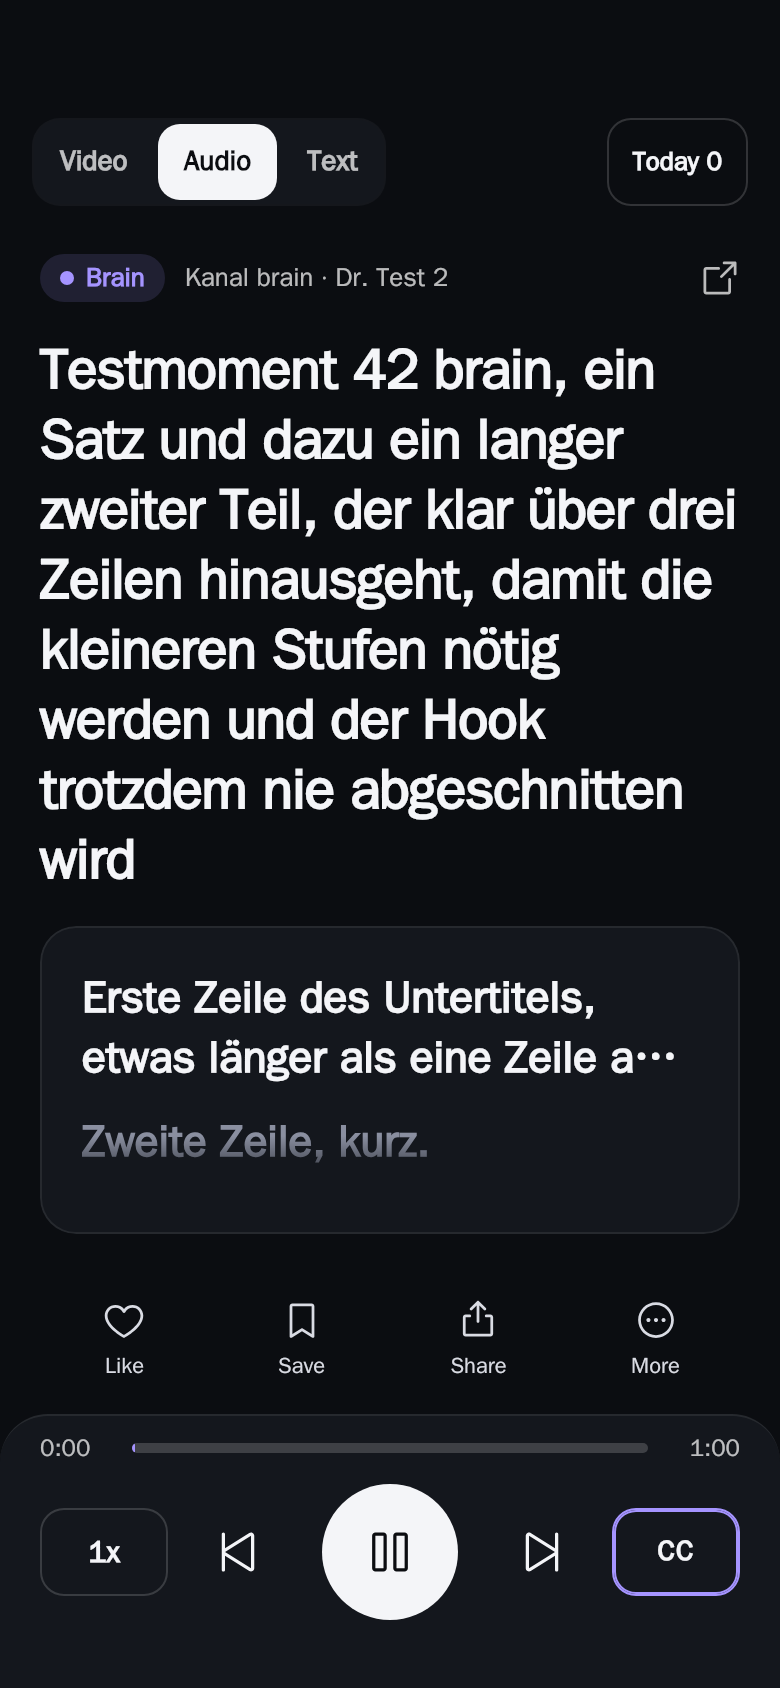 Video
Audio
Text
Today 0
Brain
Kanal brain · Dr. Test 2
Testmoment 42 brain, ein
Satz und dazu ein langer
zweiter Teil, der klar über drei
Zeilen hinausgeht, damit die
kleineren Stufen nötig
werden und der Hook
trotzdem nie abgeschnitten
wird
Erste Zeile des Untertitels,
etwas länger als eine Zeile a…
Zweite Zeile, kurz.
Like
Save
Share
More
0:00
1:00
1x
CC